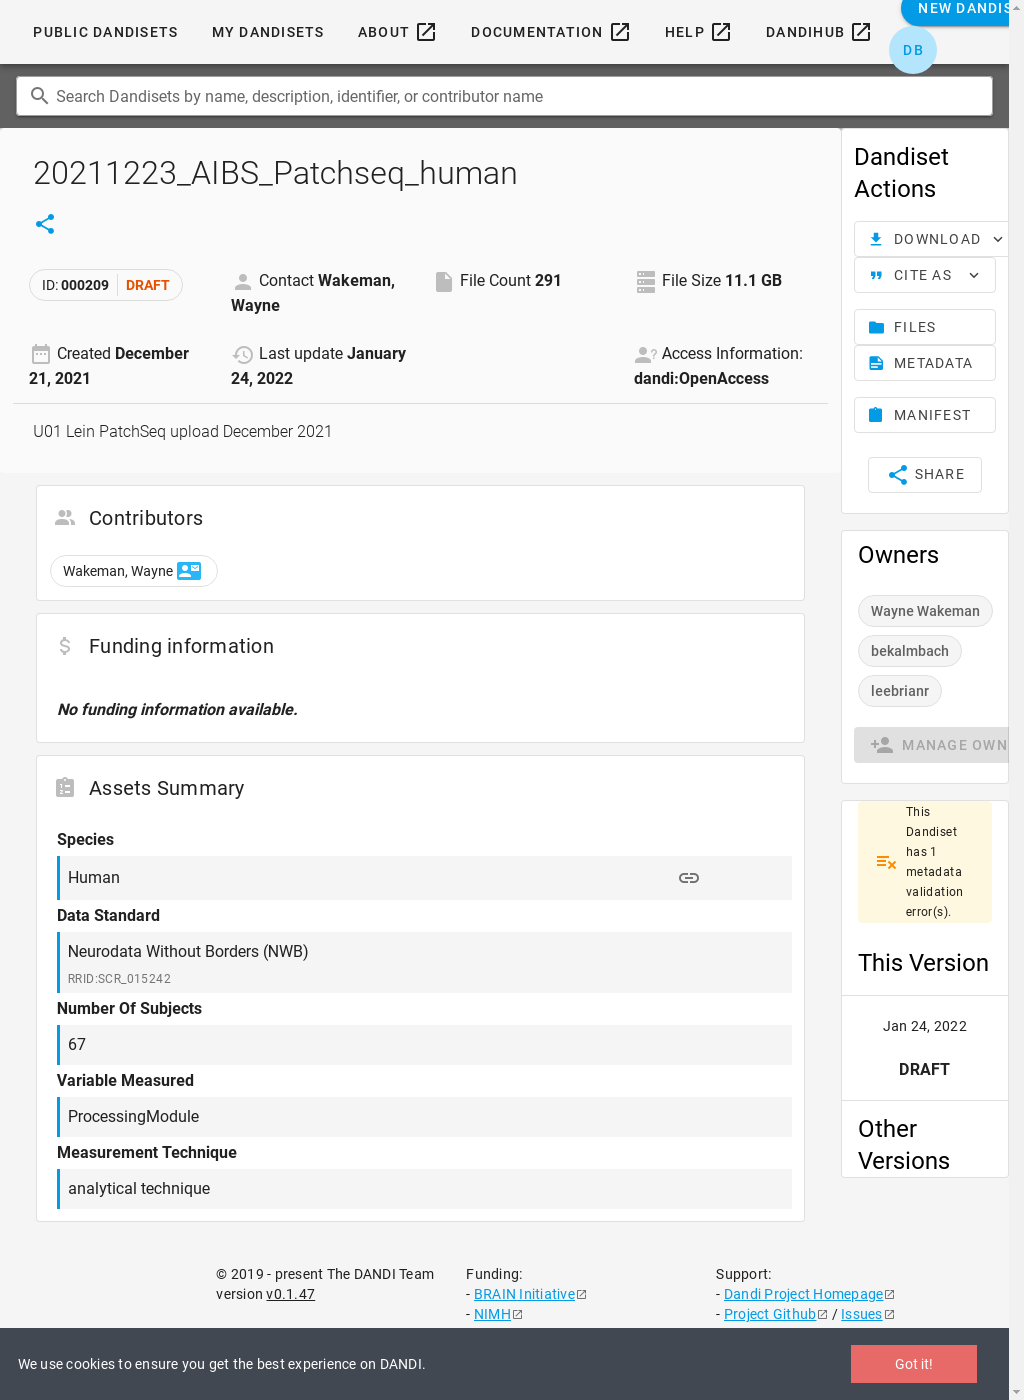 PUBLIC DANDISETS
MY DANDISETS
ABOUT
DOCUMENTATION
HELP
DANDIHUB
NEW DANDIS
DB
Search Dandisets by name, description, identifier, or contributor name
20211223_AIBS_Patchseq_human
ID: 000209 DRAFT
Contact Wakeman,
Wayne
File Count 291
File Size 11.1 GB
Created December
21, 2021
Last update January
24, 2022
Access Information:
dandi:OpenAccess
U01 Lein PatchSeq upload December 2021
Contributors
Wakeman, Wayne
Funding information
No funding information available.
Assets Summary
Species
Human
Data Standard
Neurodata Without Borders (NWB)
RRID:SCR_015242
Number Of Subjects
67
Variable Measured
ProcessingModule
Measurement Technique
analytical technique
Dandiset
Actions
DOWNLOAD
CITE AS
FILES
METADATA
MANIFEST
SHARE
Owners
Wayne Wakeman
bekalmbach
leebrianr
MANAGE OWN
This
Dandiset
has 1
metadata
validation
error(s).
This Version
Jan 24, 2022
DRAFT
Other
Versions
© 2019 - present The DANDI Team
version v0.1.47
Funding:
- BRAIN Initiative
- NIMH
Support:
- Dandi Project Homepage
- Project Github / Issues
We use cookies to ensure you get the best experience on DANDI.
Got it!